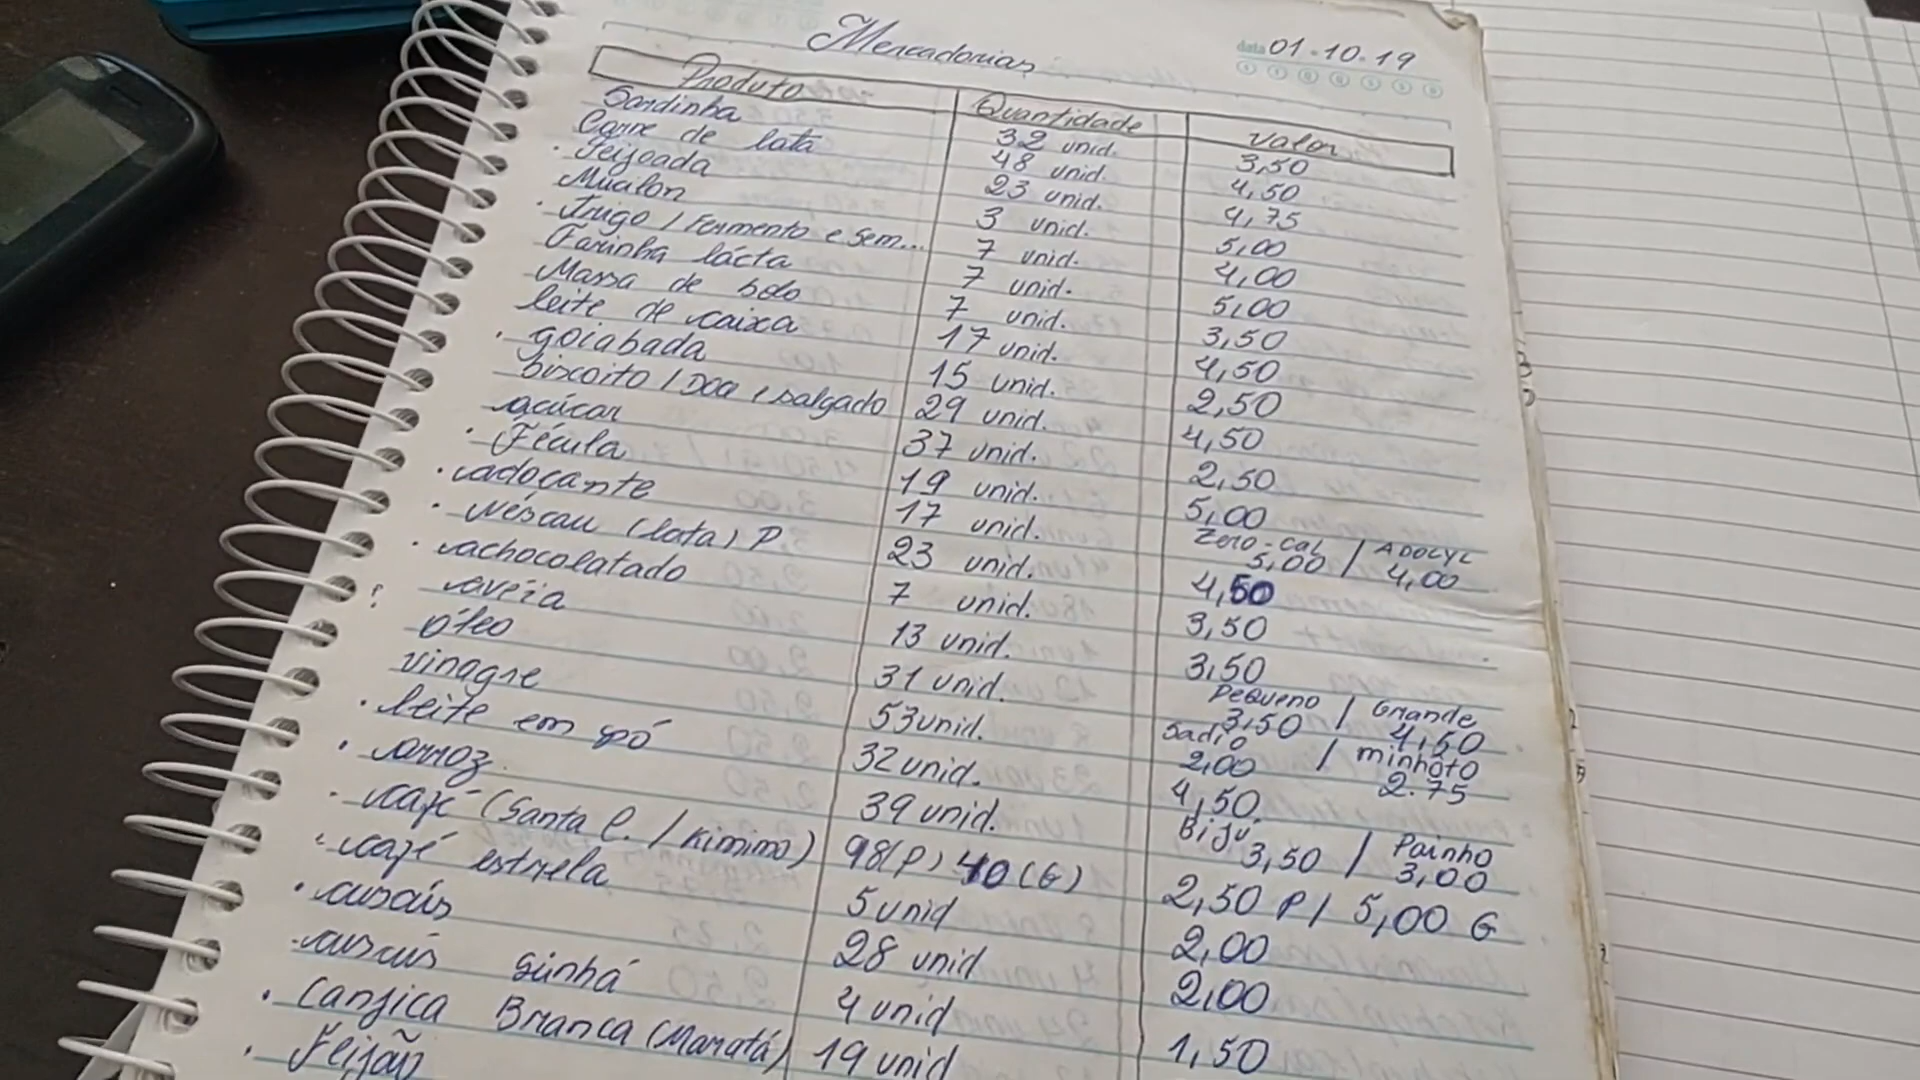 Mercadorias
data 01.10.19
Produto Quantidade Valor
Sardinha 32 unid. 3,50
Carne de lata 48 unid. 4,50
· Feijoada 23 unid. 4,75
Mucilon 3 unid. 5,00
· Trigo / Fermento e Sem... 7 unid. 4,00
Farinha lácta 7 unid. 5,00
Massa de bolo 7 unid. 3,50
leite de caixa 17 unid. 4,50
· goiabada 15 unid. 2,50
biscoito / Doce e salgado 29 unid. 4,50
açúcar 37 unid. 2,50
· Fécula 19 unid. 5,00
· adoçante 17 unid. Zero-cal / ADOCYL
5,00 4,00
· Néscau (lata) P 23 unid. 4,50
· achocolatado 7 unid. 3,50
aveia 13 unid. 3,50
óleo 31 unid. Pequeno / Grande
3,50 4,50
vinagre 53 unid. Sadio / minhoto
2,00 2.75
· leite em pó 32 unid. 4,50.
· arroz. 39 unid. Biju / Painho
3,50 3,00
· café (Santa C. / Kimimo) 98(P) 40(G) 2,50 P / 5,00 G
· café estrela 5 unid 2,00
· cuscús 28 unid 2,00
cuscús Sinhá 4 unid 1,50
· Canjica Branca (Maratá) 19 unid
· Feijão